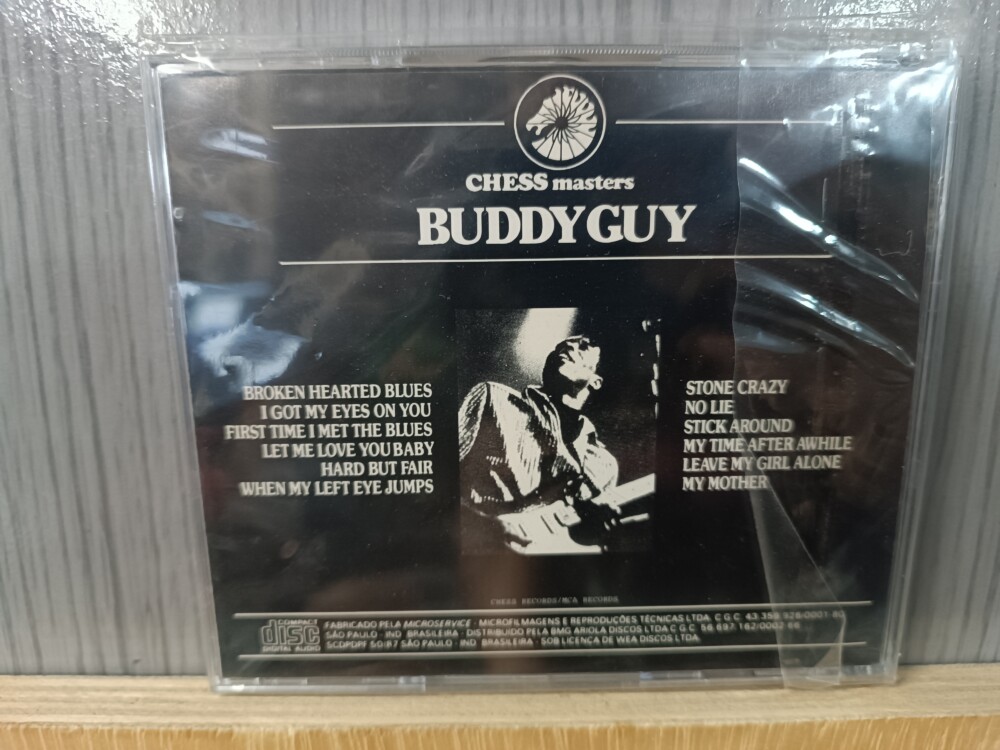 CHESS masters
BUDDY GUY
BROKEN HEARTED BLUES
I GOT MY EYES ON YOU
FIRST TIME I MET THE BLUES
LET ME LOVE YOU BABY
HARD BUT FAIR
WHEN MY LEFT EYE JUMPS
STONE CRAZY
NO LIE
STICK AROUND
MY TIME AFTER AWHILE
LEAVE MY GIRL ALONE
MY MOTHER
CHESS RECORDS/MCA RECORDS
COMPACT
disc
DIGITAL AUDIO
FABRICADO PELA MICROSERVICE - MICROFILMAGENS E REPRODUÇÕES TÉCNICAS LTDA. C G C
SÃO PAULO - IND. BRASILEIRA - DISTRIBUIDO PELA BMG ARIOLA DISCOS LTDA C G C
SCDPDPF 50/87 SÃO PAULO - IND. BRASILEIRA - SOB LICENÇA DE WEA DISCOS LTDA.